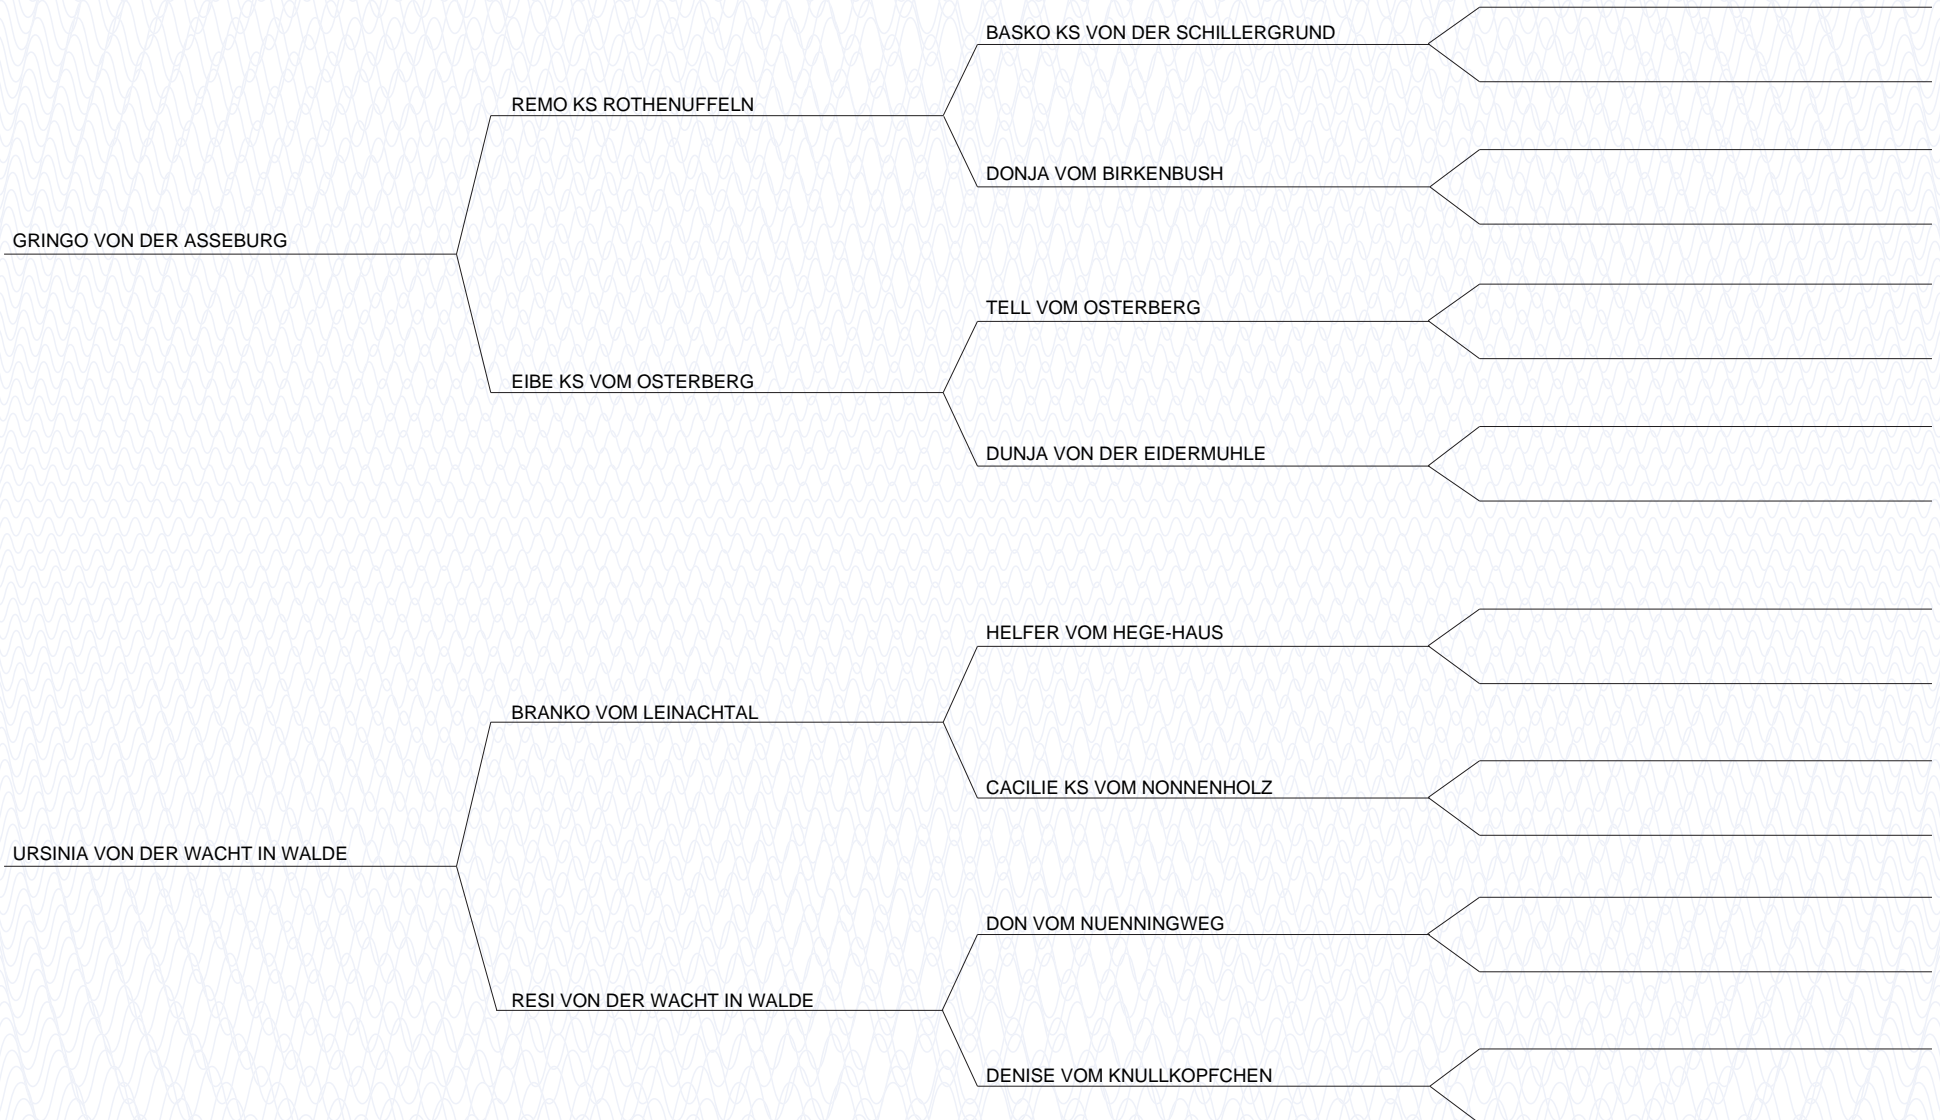 BASKO KS VON DER SCHILLERGRUND
REMO KS ROTHENUFFELN
DONJA VOM BIRKENBUSH
GRINGO VON DER ASSEBURG
TELL VOM OSTERBERG
EIBE KS VOM OSTERBERG
DUNJA VON DER EIDERMUHLE
HELFER VOM HEGE-HAUS
BRANKO VOM LEINACHTAL
CACILIE KS VOM NONNENHOLZ
URSINIA VON DER WACHT IN WALDE
DON VOM NUENNINGWEG
RESI VON DER WACHT IN WALDE
DENISE VOM KNULLKOPFCHEN